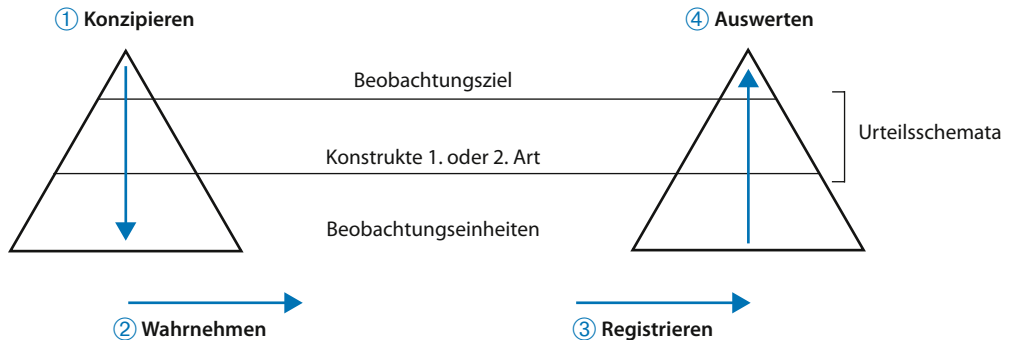 ① Konzipieren
④ Auswerten
Beobachtungsziel
Urteilsschemata
Konstrukte 1. oder 2. Art
Beobachtungseinheiten
② Wahrnehmen
③ Registrieren